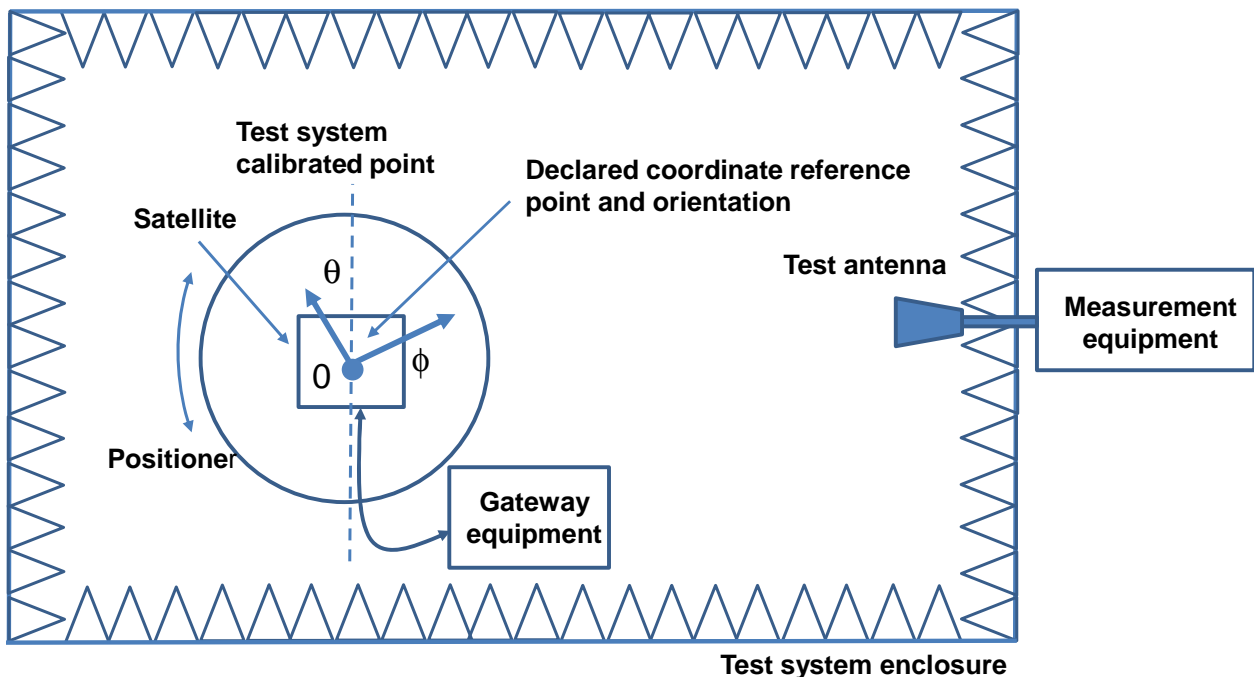 Test system
calibrated point
Declared coordinate reference
point and orientation
Satellite
θ
Test antenna
Measurement
equipment
0
ϕ
Positioner
Gateway
equipment
Test system enclosure